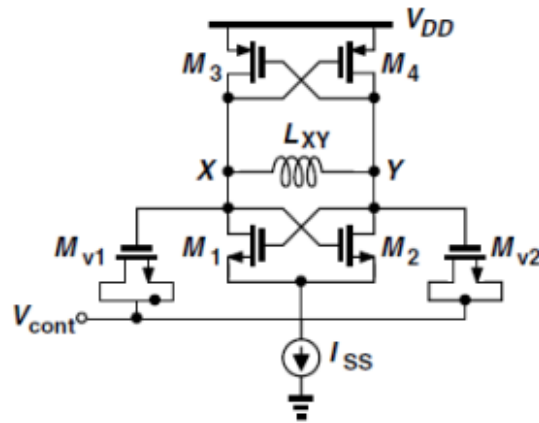 V_DD
M_3 M_4
L_XY
X Y
M_v1 M_1 M_2 M_v2
V_cont
I_SS